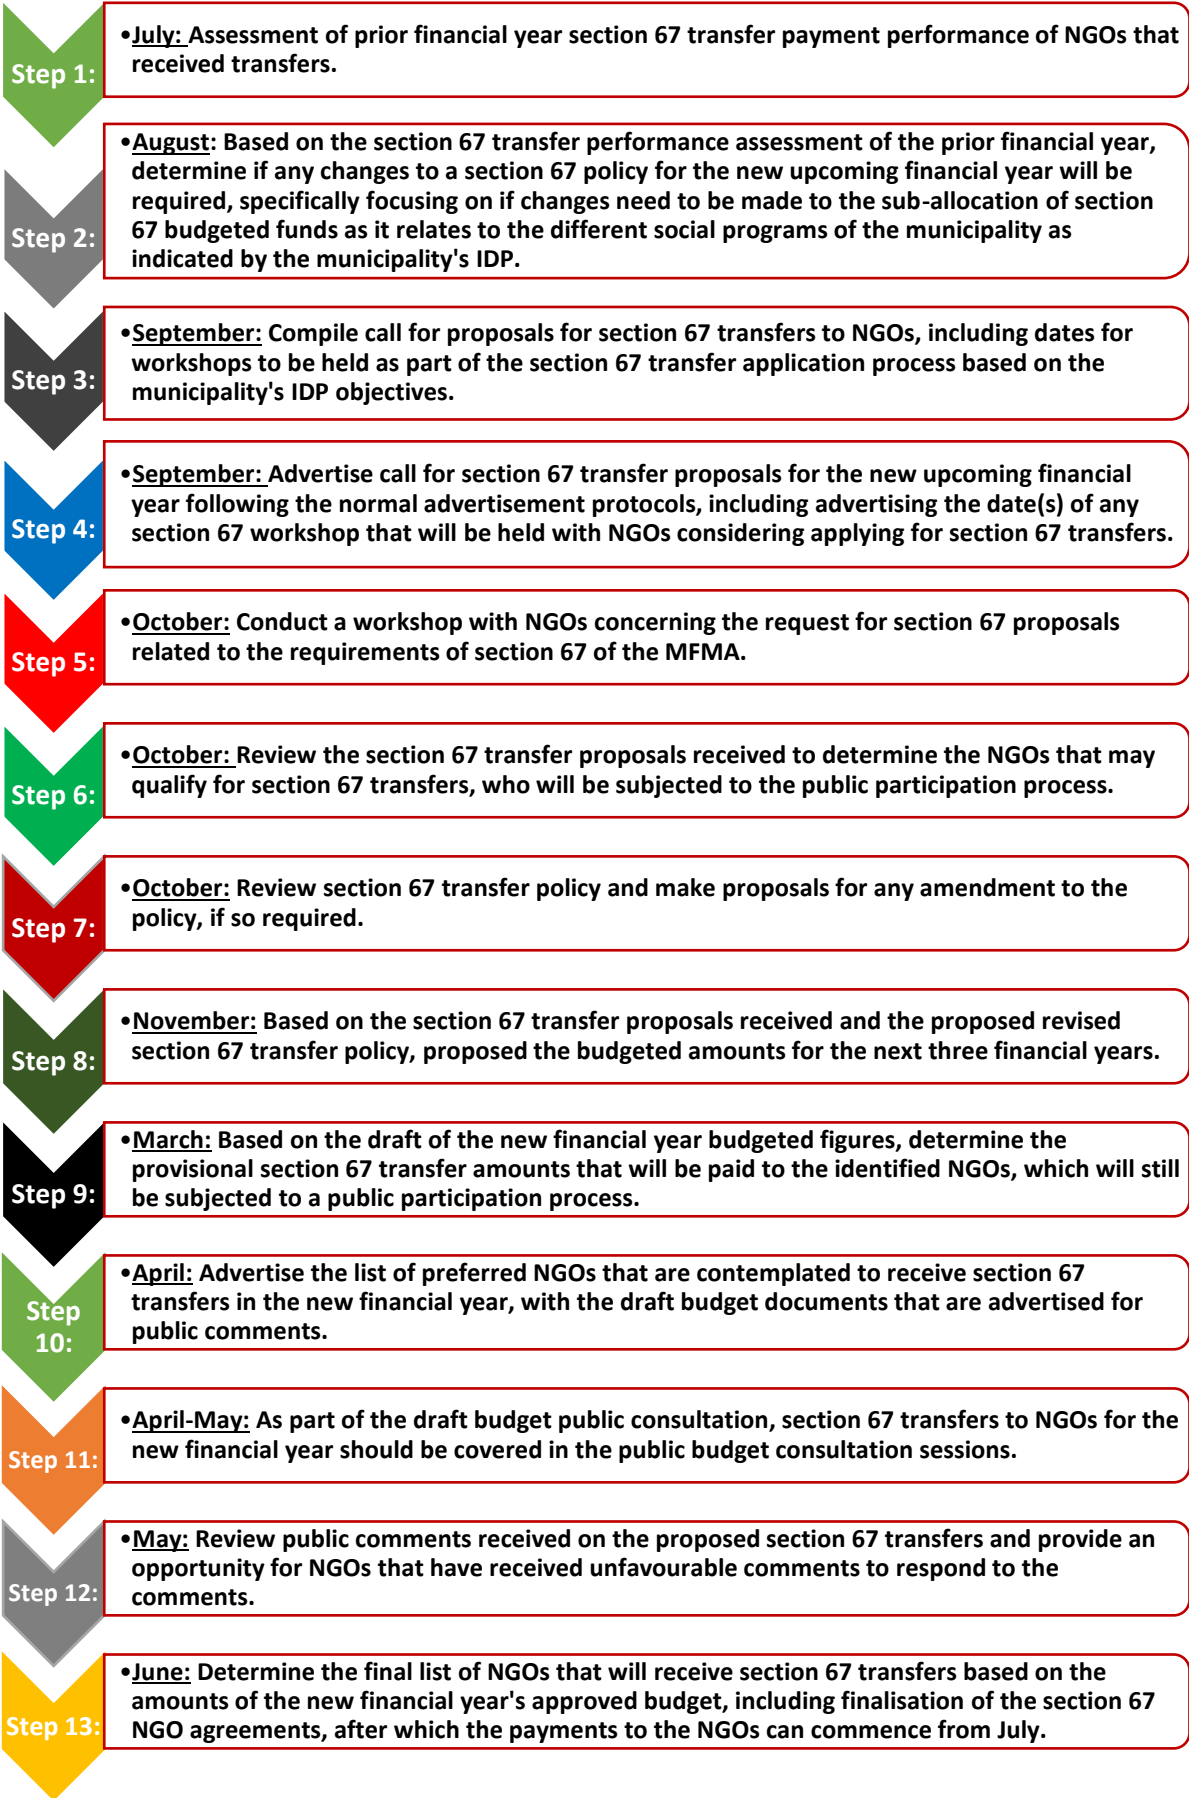 Step 1:
•July: Assessment of prior financial year section 67 transfer payment performance of NGOs that
received transfers.
Step 2:
•August: Based on the section 67 transfer performance assessment of the prior financial year,
determine if any changes to a section 67 policy for the new upcoming financial year will be
required, specifically focusing on if changes need to be made to the sub-allocation of section
67 budgeted funds as it relates to the different social programs of the municipality as
indicated by the municipality's IDP.
Step 3:
•September: Compile call for proposals for section 67 transfers to NGOs, including dates for
workshops to be held as part of the section 67 transfer application process based on the
municipality's IDP objectives.
Step 4:
•September: Advertise call for section 67 transfer proposals for the new upcoming financial
year following the normal advertisement protocols, including advertising the date(s) of any
section 67 workshop that will be held with NGOs considering applying for section 67 transfers.
Step 5:
•October: Conduct a workshop with NGOs concerning the request for section 67 proposals
related to the requirements of section 67 of the MFMA.
Step 6:
•October: Review the section 67 transfer proposals received to determine the NGOs that may
qualify for section 67 transfers, who will be subjected to the public participation process.
Step 7:
•October: Review section 67 transfer policy and make proposals for any amendment to the
policy, if so required.
Step 8:
•November: Based on the section 67 transfer proposals received and the proposed revised
section 67 transfer policy, proposed the budgeted amounts for the next three financial years.
Step 9:
•March: Based on the draft of the new financial year budgeted figures, determine the
provisional section 67 transfer amounts that will be paid to the identified NGOs, which will still
be subjected to a public participation process.
Step
10:
•April: Advertise the list of preferred NGOs that are contemplated to receive section 67
transfers in the new financial year, with the draft budget documents that are advertised for
public comments.
Step 11:
•April-May: As part of the draft budget public consultation, section 67 transfers to NGOs for the
new financial year should be covered in the public budget consultation sessions.
Step 12:
•May: Review public comments received on the proposed section 67 transfers and provide an
opportunity for NGOs that have received unfavourable comments to respond to the
comments.
Step 13:
•June: Determine the final list of NGOs that will receive section 67 transfers based on the
amounts of the new financial year's approved budget, including finalisation of the section 67
NGO agreements, after which the payments to the NGOs can commence from July.